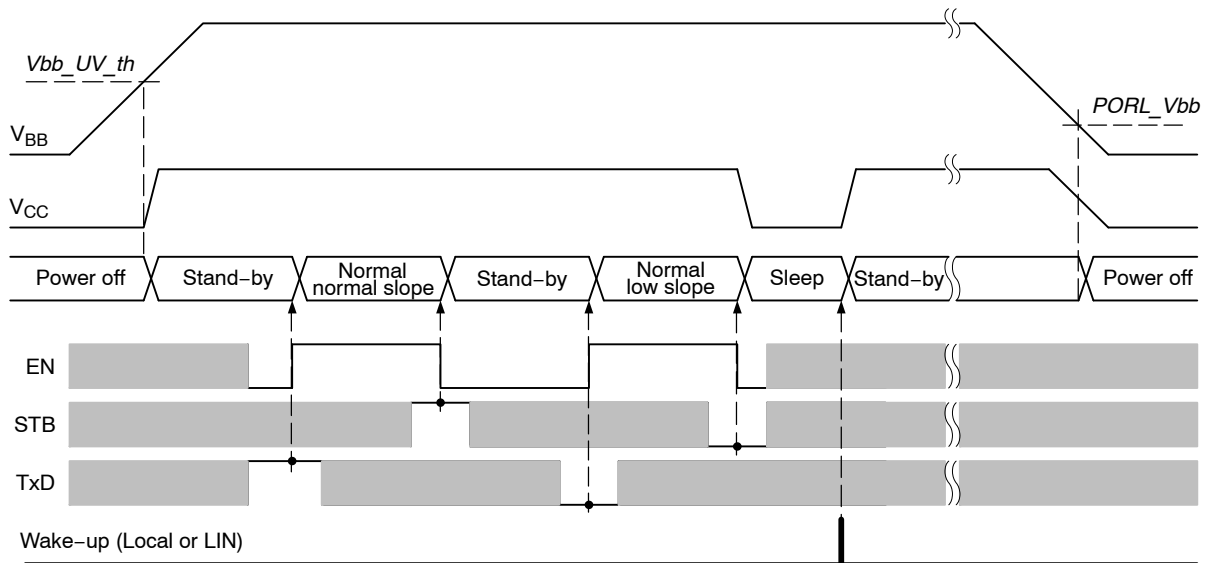 Vbb_UV_th
PORL_Vbb
VBB
VCC
Power off
Stand−by
Normal
normal slope
Stand−by
Normal
low slope
Sleep
Stand−by
Power off
EN
STB
TxD
Wake−up (Local or LIN)